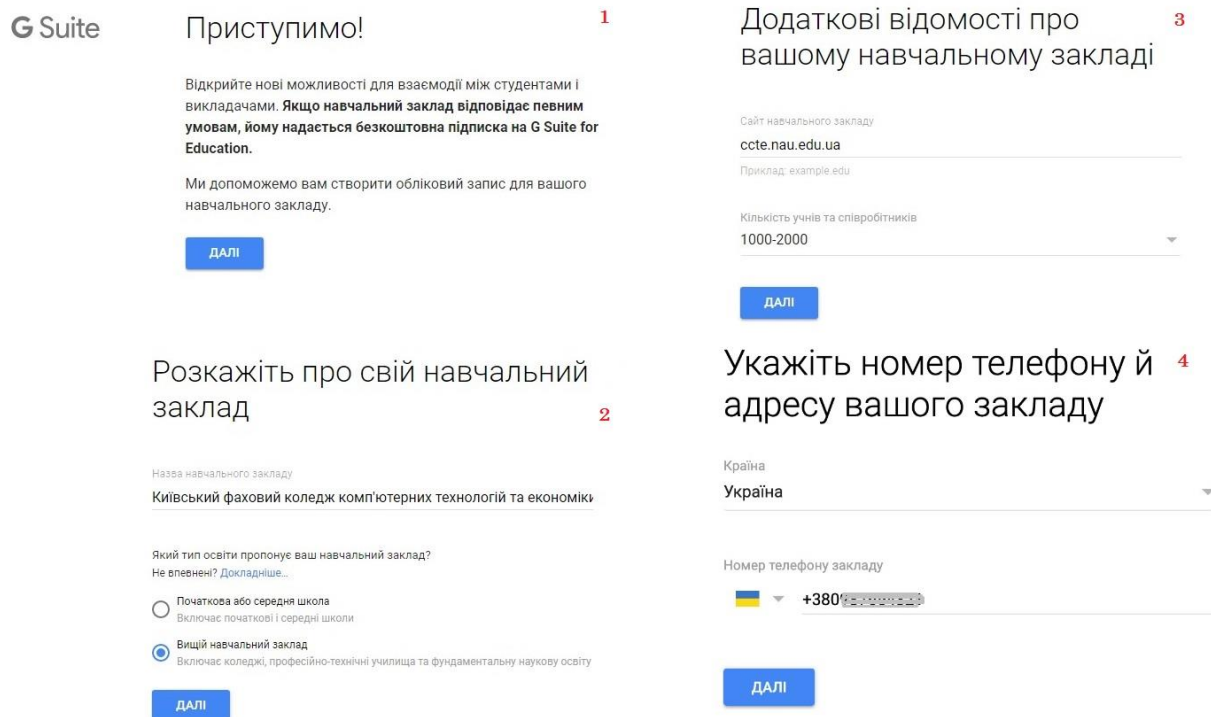 G Suite
Приступимо!
1
Відкрийте нові можливості для взаємодії між студентами і
викладачами. Якщо навчальний заклад відповідає певним
умовам, йому надається безкоштовна підписка на G Suite for
Education.
Ми допоможемо вам створити обліковий запис для вашого
навчального закладу.
ДАЛІ
Розкажіть про свій навчальний
заклад
2
Назва навчального закладу
Київський фаховий коледж комп'ютерних технологій та економіки
Який тип освіти пропонує ваш навчальний заклад?
Не впевнені? Докладніше...
Початкова або середня школа
Включає початкові і середні школи
Вищій навчальний заклад
Включає коледжі, професійно-технічні училища та фундаментальну наукову освіту
ДАЛІ
Додаткові відомості про
3
вашому навчальному закладі
Сайт навчального закладу
ccte.nau.edu.ua
Приклад: example.edu
Кількість учнів та співробітників
1000-2000
ДАЛІ
Укажіть номер телефону й
4
адресу вашого закладу
Країна
Україна
Номер телефону закладу
+380
ДАЛІ